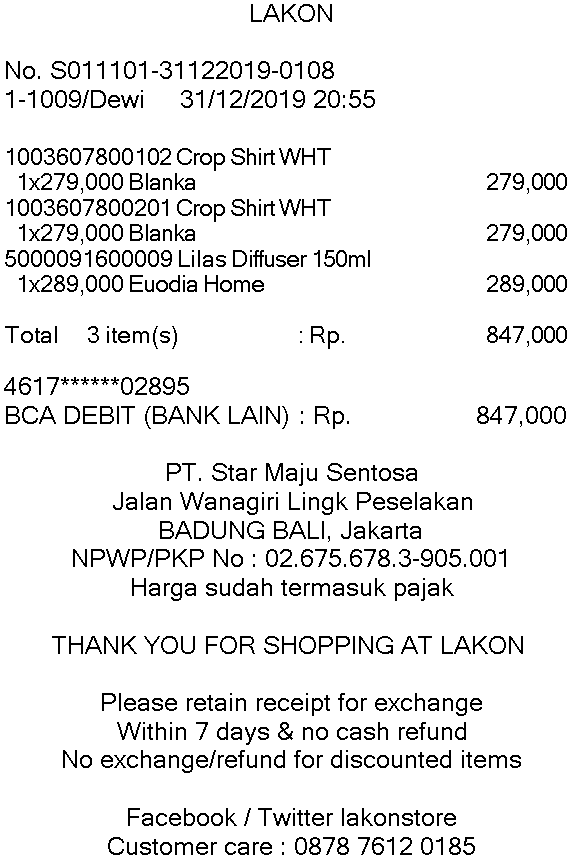 LAKON
No. S011101-31122019-0108
1-1009/Dewi 31/12/2019 20:55
1003607800102 Crop Shirt WHT
1x279,000 Blanka 279,000
1003607800201 Crop Shirt WHT
1x279,000 Blanka 279,000
5000091600009 Lilas Diffuser 150ml
1x289,000 Euodia Home 289,000
Total 3 item(s) : Rp. 847,000
4617******02895
BCA DEBIT (BANK LAIN) : Rp. 847,000
PT. Star Maju Sentosa
Jalan Wanagiri Lingk Peselakan
BADUNG BALI, Jakarta
NPWP/PKP No : 02.675.678.3-905.001
Harga sudah termasuk pajak
THANK YOU FOR SHOPPING AT LAKON
Please retain receipt for exchange
Within 7 days & no cash refund
No exchange/refund for discounted items
Facebook / Twitter lakonstore
Customer care : 0878 7612 0185